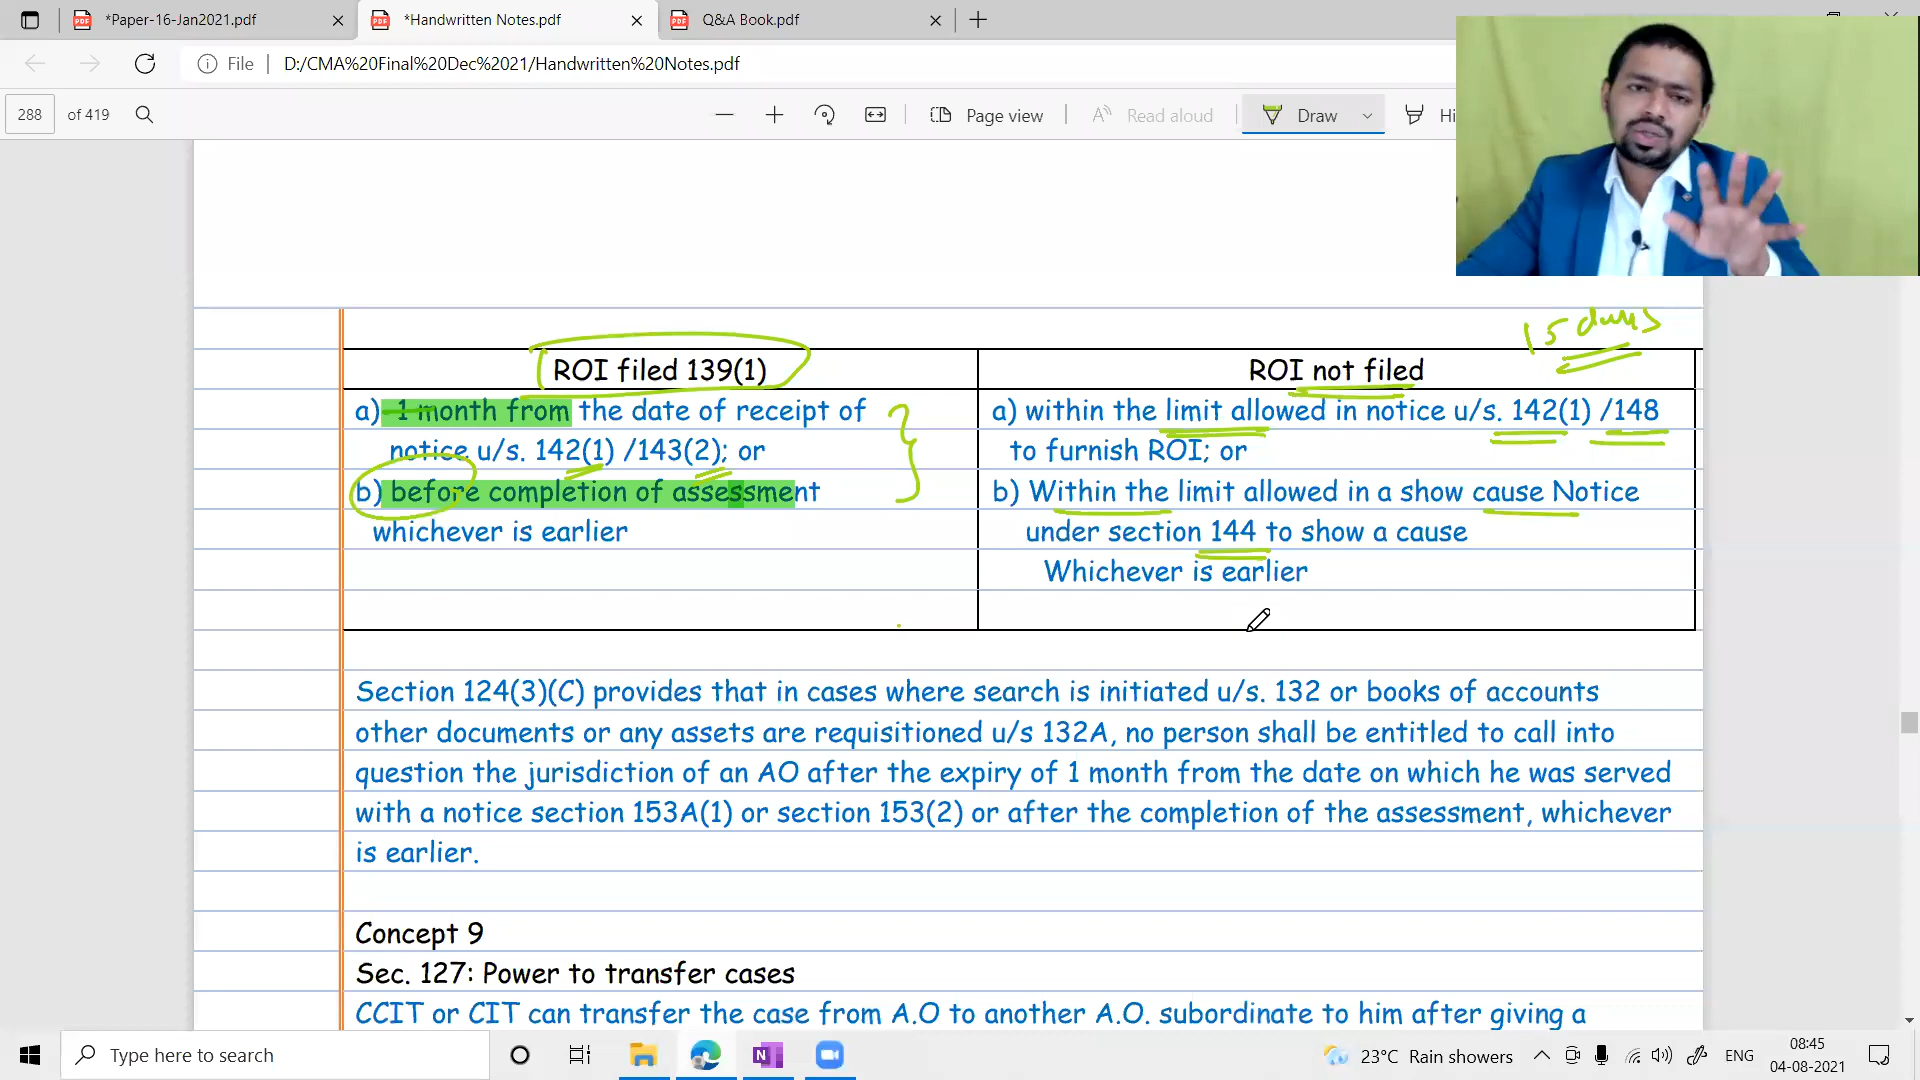 *Paper-16-Jan2021.pdf
*Handwritten Notes.pdf
Q&A Book.pdf
File
D:/CMA%20Final%20Dec%2021/Handwritten%20Notes.pdf
288 of 419
Page view
Read aloud
Draw
Hi
15 days
ROI filed 139(1)
ROI not filed
a) 1 month from the date of receipt of
notice u/s. 142(1) /143(2); or
b) before completion of assessment
whichever is earlier
a) within the limit allowed in notice u/s. 142(1) /148
to furnish ROI; or
b) Within the limit allowed in a show cause Notice
under section 144 to show a cause
Whichever is earlier
Section 124(3)(C) provides that in cases where search is initiated u/s. 132 or books of accounts
other documents or any assets are requisitioned u/s 132A, no person shall be entitled to call into
question the jurisdiction of an AO after the expiry of 1 month from the date on which he was served
with a notice section 153A(1) or section 153(2) or after the completion of the assessment, whichever
is earlier.
Concept 9
Sec. 127: Power to transfer cases
CCIT or CIT can transfer the case from A.O to another A.O. subordinate to him after giving a
Type here to search
23°C Rain showers
ENG
08:45
04-08-2021